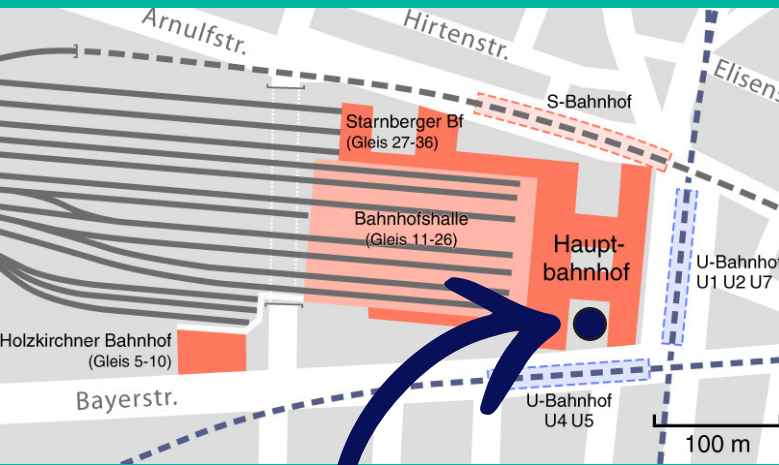 Arnulfstr.
Hirtenstr.
Elisens
S-Bahnhof
Starnberger Bf
(Gleis 27-36)
Bahnhofshalle
(Gleis 11-26)
Haupt-
bahnhof
U-Bahnhof
U1 U2 U7
Holzkirchner Bahnhof
(Gleis 5-10)
Bayerstr.
U-Bahnhof
U4 U5
100 m